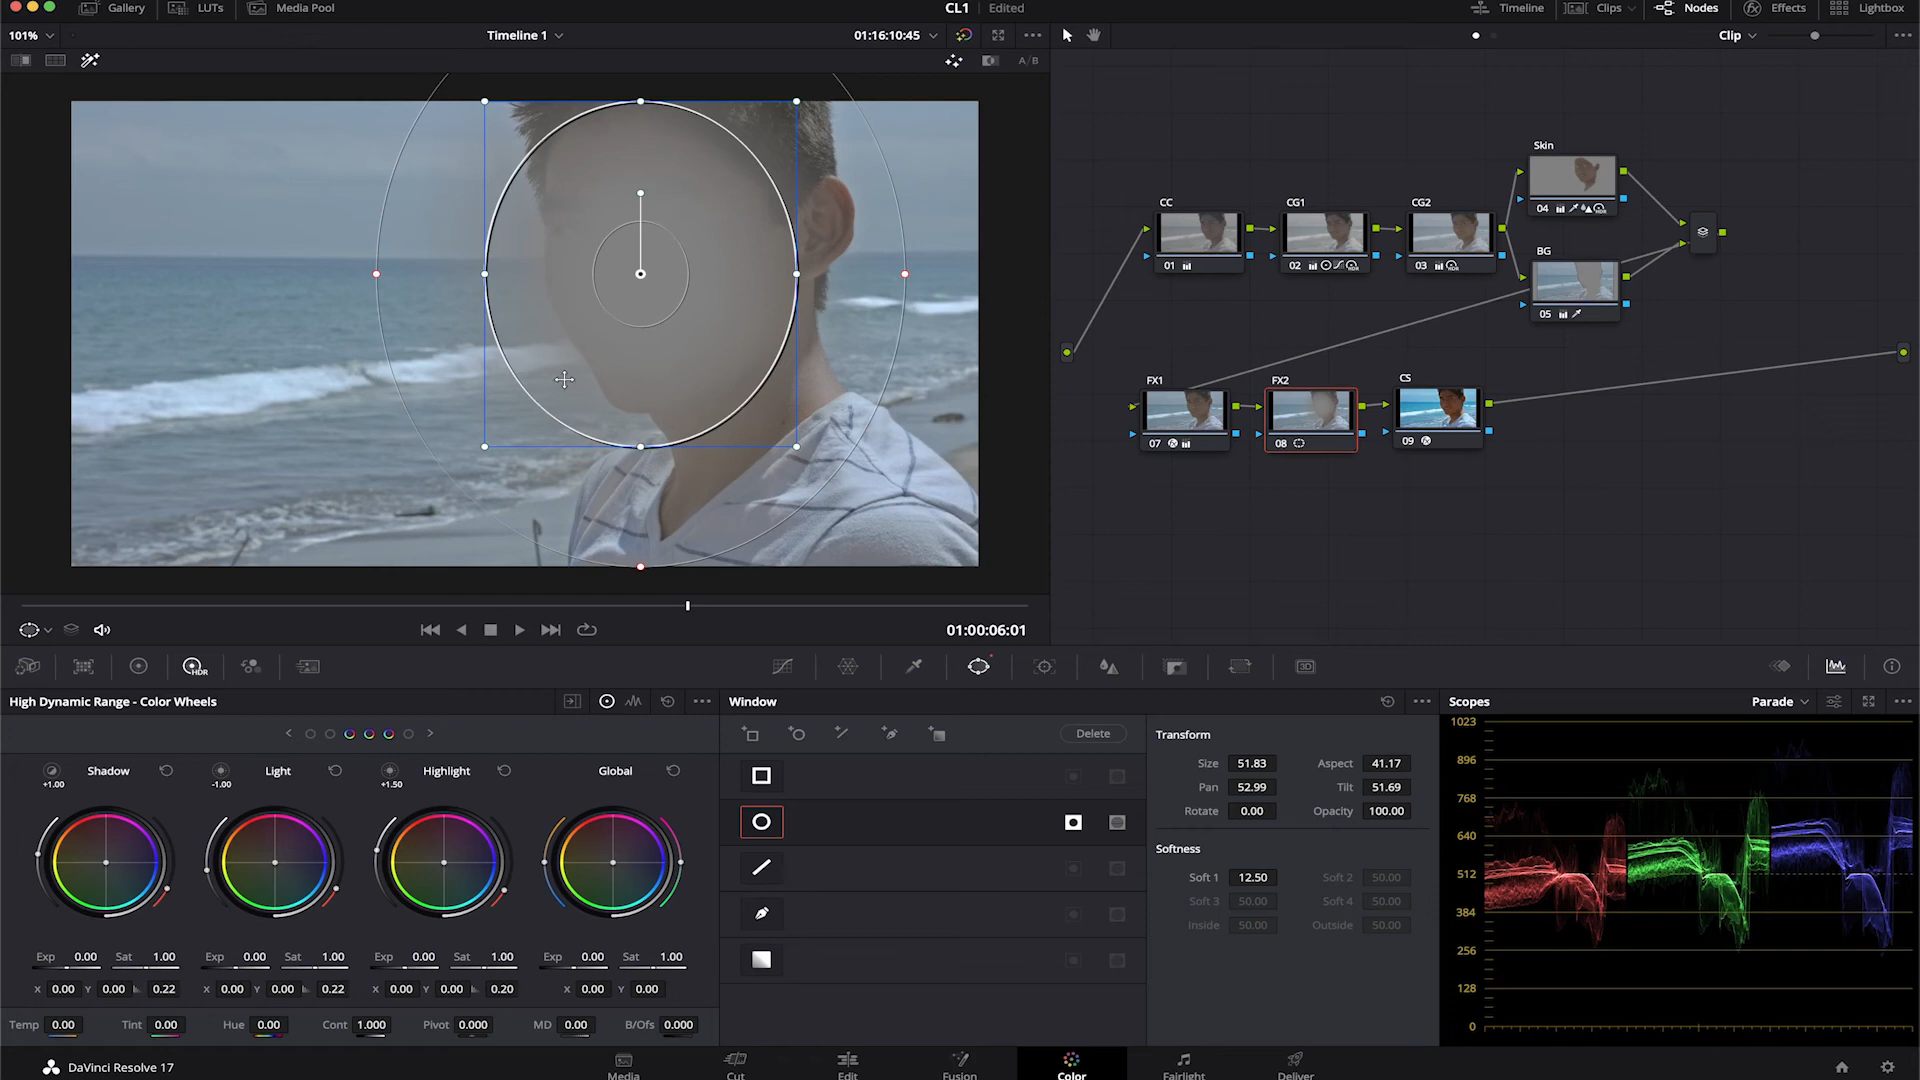 Gallery LUTs Media Pool CL1 Edited Timeline Clips Nodes Effects Lightbox
101% Timeline 1 01:16:10:45 Clip
A/B
Skin
04 HDR
CC CG1 CG2
01 02 HDR 03 HDR
BG
05
FX1 FX2 CS
07 08 09
01:00:06:01
HDR 3D
High Dynamic Range - Color Wheels Window Scopes Parade
Delete
Shadow Light Highlight Global
+1.00 -1.00 +1.50
Exp 0.00 Sat 1.00 Exp 0.00 Sat 1.00 Exp 0.00 Sat 1.00 Exp 0.00 Sat 1.00
X 0.00 Y 0.00 0.22 X 0.00 Y 0.00 0.22 X 0.00 Y 0.00 0.20 X 0.00 Y 0.00
Temp 0.00 Tint 0.00 Hue 0.00 Cont 1.000 Pivot 0.000 MD 0.00 B/Ofs 0.000
Transform
Size 51.83 Aspect 41.17
Pan 52.99 Tilt 51.69
Rotate 0.00 Opacity 100.00
Softness
Soft 1 12.50 Soft 2 50.00
Soft 3 50.00 Soft 4 50.00
Inside 50.00 Outside 50.00
1023
896
768
640
512
384
256
128
0
DaVinci Resolve 17 Media Cut Edit Fusion Color Fairlight Deliver